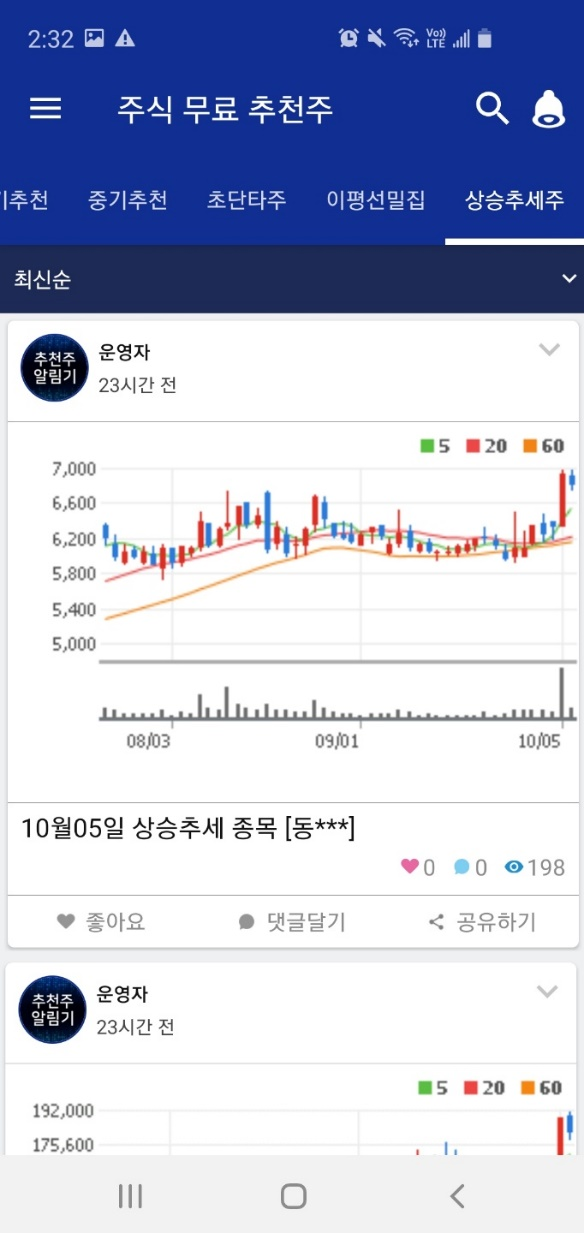 2:32 Vo)) LTE
주식 무료 추천주
기추천 중기추천 초단타주 이평선밀집 상승추세주
최신순
추천주 알림기
운영자
23시간 전
5 20 60
7,000
6,600
6,200
5,800
5,400
5,000
08/03 09/01 10/05
10월05일 상승추세 종목 [동***]
0 0 198
좋아요 댓글달기 공유하기
추천주 알림기
운영자
23시간 전
5 20 60
192,000
175,600